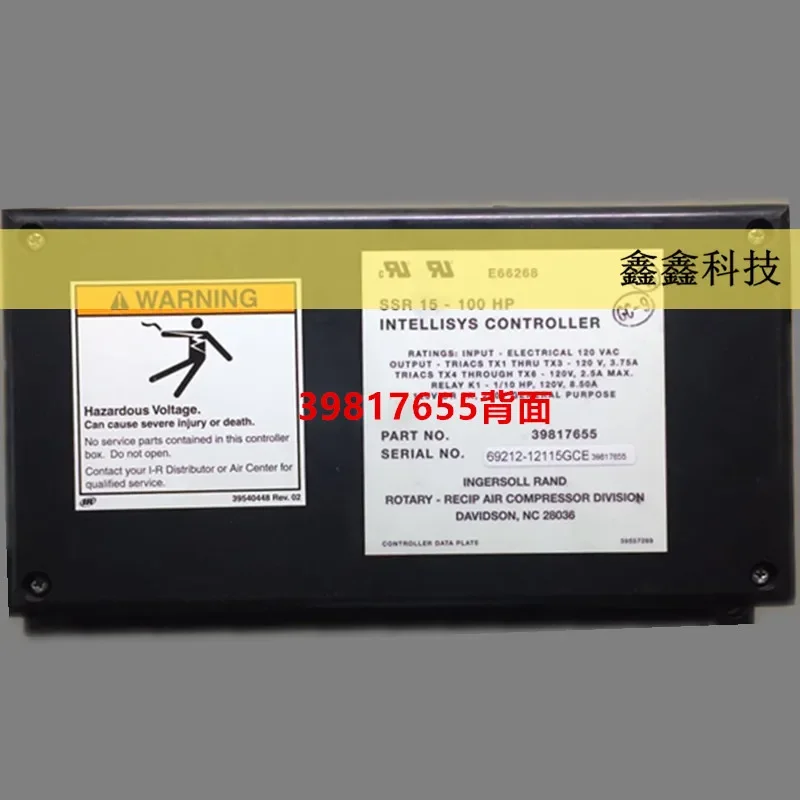 鑫鑫科技
WARNING
Hazardous Voltage.
Can cause severe injury or death.
No service parts contained in this controller
box. Do not open.
Contact your I-R Distributor or Air Center for
qualified service.
IR
39540448 Rev. 02
E66268
SSR 15 - 100 HP
INTELLISYS CONTROLLER
QC-9
RATINGS: INPUT - ELECTRICAL 120 VAC
OUTPUT - TRIACS TX1 THRU TX3 - 120 V, 3.75A
TRIACS TX4 THROUGH TX6 - 120V, 2.5A MAX.
RELAY K1 - 1/10 HP, 120V, 8.50A
GENERAL PURPOSE
39817655背面
PART NO. 39817655
SERIAL NO. 69212-12115GCE 39817655
INGERSOLL RAND
ROTARY - RECIP AIR COMPRESSOR DIVISION
DAVIDSON, NC 28036
CONTROLLER DATA PLATE